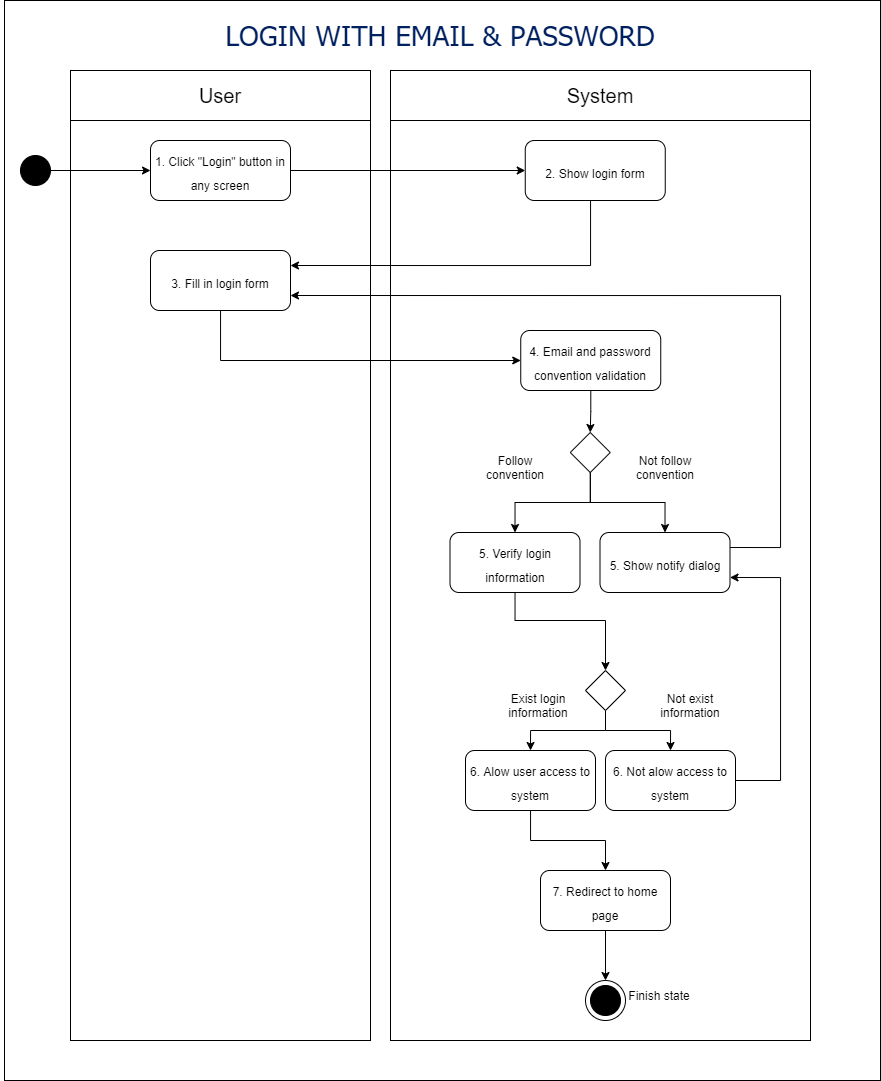 LOGIN WITH EMAIL & PASSWORD
User
System
1. Click "Login" button in
any screen
2. Show login form
3. Fill in login form
4. Email and password
convention validation
Follow
convention
Not follow
convention
5. Verify login
information
5. Show notify dialog
Exist login
information
Not exist
information
6. Alow user access to
system
6. Not alow access to
system
7. Redirect to home
page
Finish state